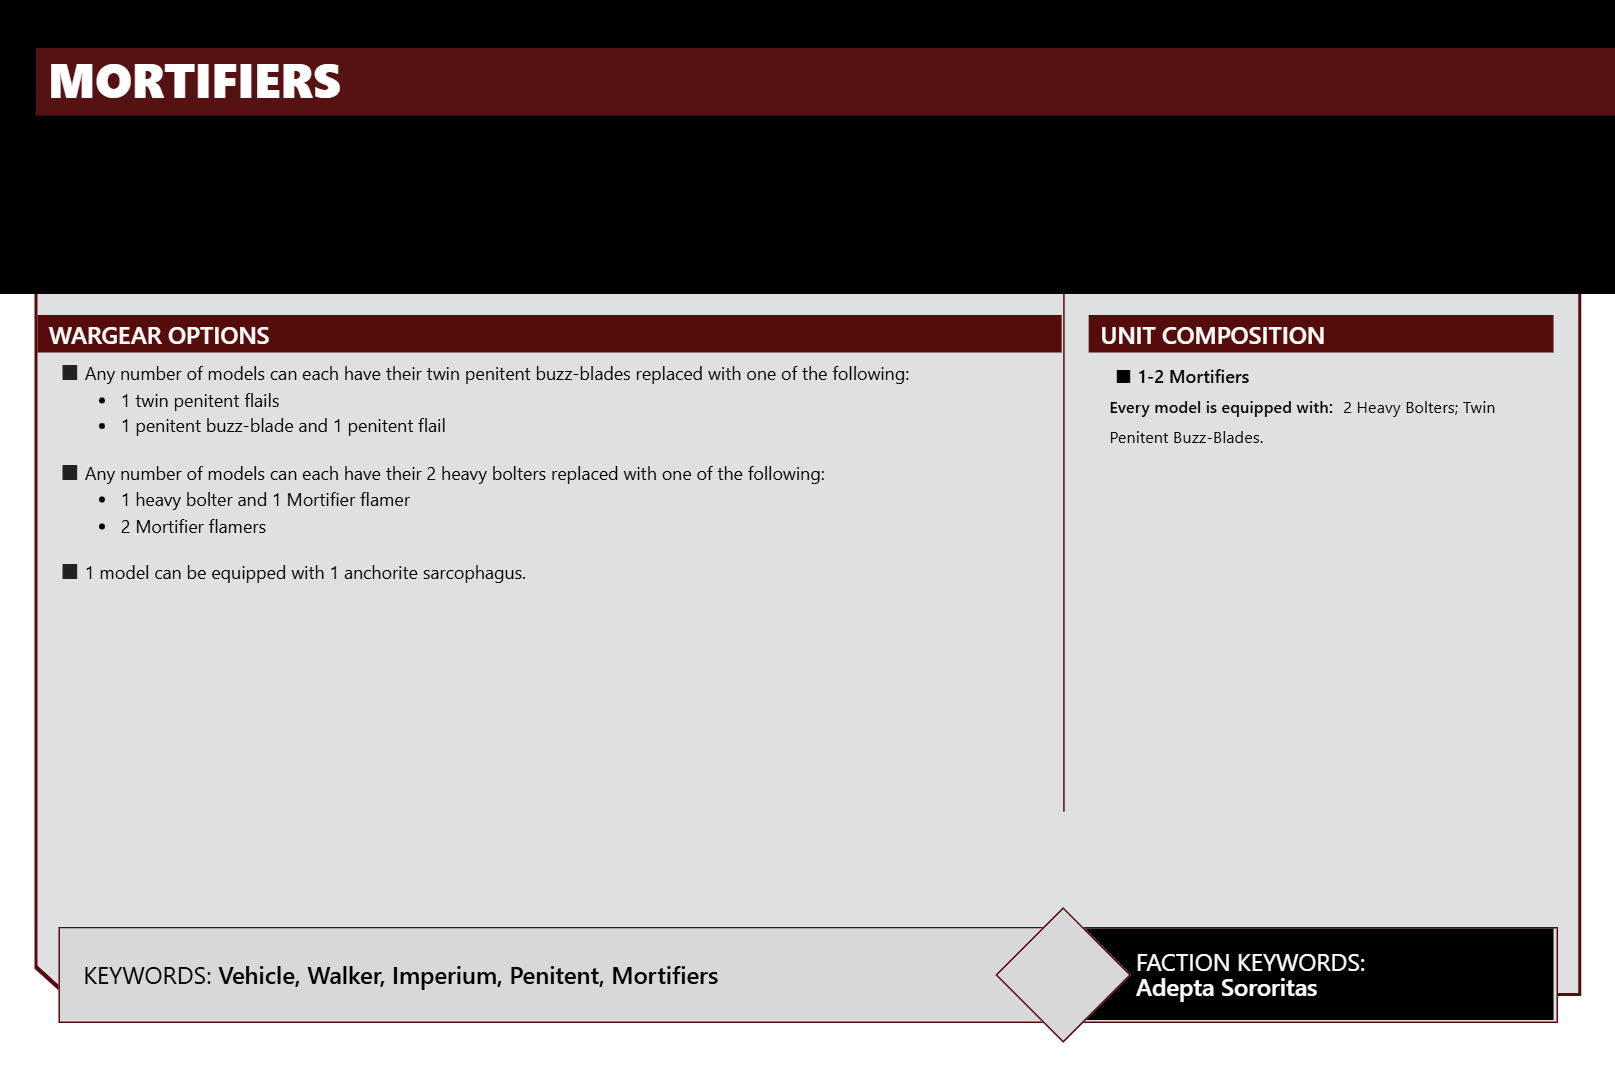 MORTIFIERS
WARGEAR OPTIONS
■ Any number of models can each have their twin penitent buzz-blades replaced with one of the following:
• 1 twin penitent flails
• 1 penitent buzz-blade and 1 penitent flail
■ Any number of models can each have their 2 heavy bolters replaced with one of the following:
• 1 heavy bolter and 1 Mortifier flamer
• 2 Mortifier flamers
■ 1 model can be equipped with 1 anchorite sarcophagus.
UNIT COMPOSITION
■ 1-2 Mortifiers
Every model is equipped with: 2 Heavy Bolters; Twin
Penitent Buzz-Blades.
KEYWORDS: Vehicle, Walker, Imperium, Penitent, Mortifiers
FACTION KEYWORDS:
Adepta Sororitas